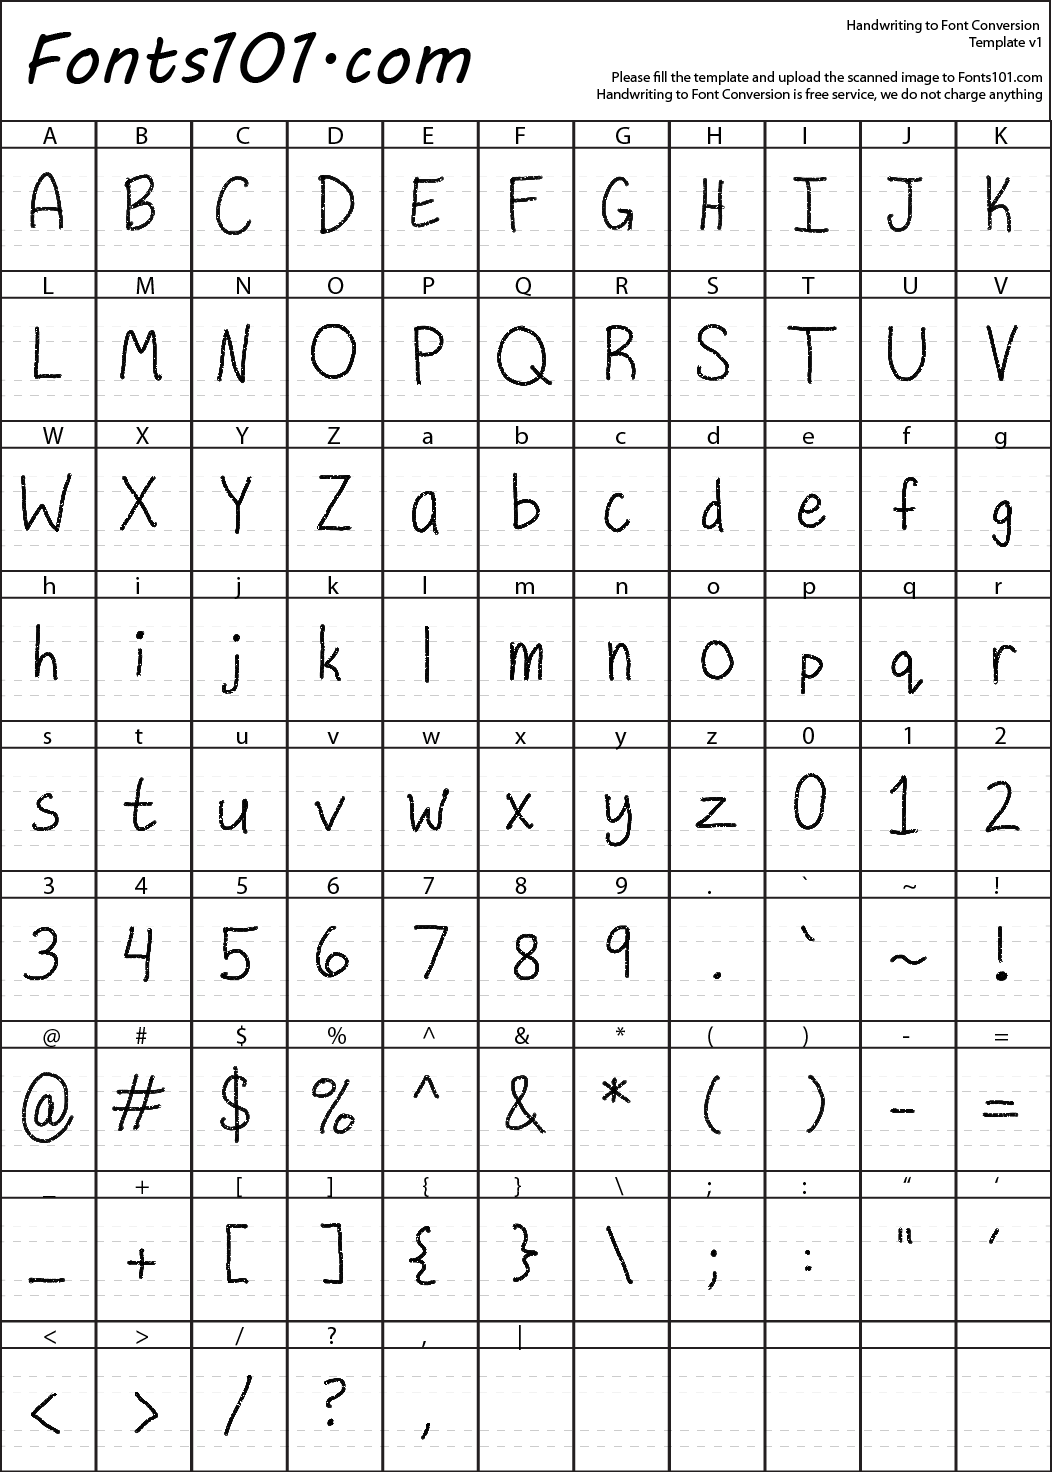 Fonts101.com
Handwriting to Font Conversion
Template v1
Please fill the template and upload the scanned image to Fonts101.com
Handwriting to Font Conversion is free service, we do not charge anything
A B C D E F G H I J K
A B C D E F G H I J K
L M N O P Q R S T U V
L M N O P Q R S T U V
W X Y Z a b c d e f g
W X Y Z a b c d e f g
h i j k l m n o p q r
h i j k l m n o p q r
s t u v w x y z 0 1 2
s t u v w x y z 0 1 2
3 4 5 6 7 8 9 . ` ~ !
3 4 5 6 7 8 9 . ` ~ !
@ # $ % ^ & * ( ) - =
@ # $ % ^ & * ( ) - =
_ + [ ] { } \ ; : “ ‘
_ + [ ] { } \ ; : " '
< > / ? , |
< > / ? ,